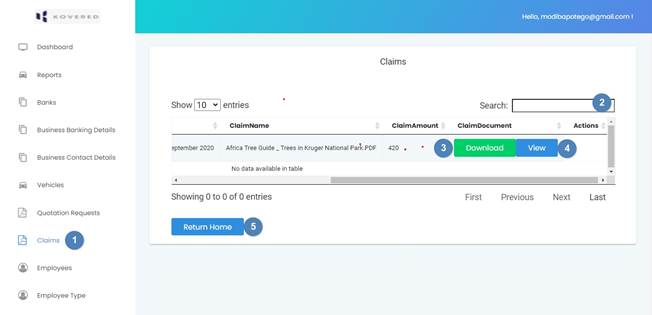 KOVERED
Hello, modibapotego@gmail.com !
Dashboard
Reports
Banks
Business Banking Details
Business Contact Details
Vehicles
Quotation Requests
Claims 1
Employees
Employee Type
Claims
Show 10 entries
Search: 2
ClaimName ClaimAmount ClaimDocument Actions
eptember 2020 Africa Tree Guide _ Trees in Kruger National Park.PDF 420 3 Download View 4
No data available in table
Showing 0 to 0 of 0 entries
First Previous Next Last
Return Home 5